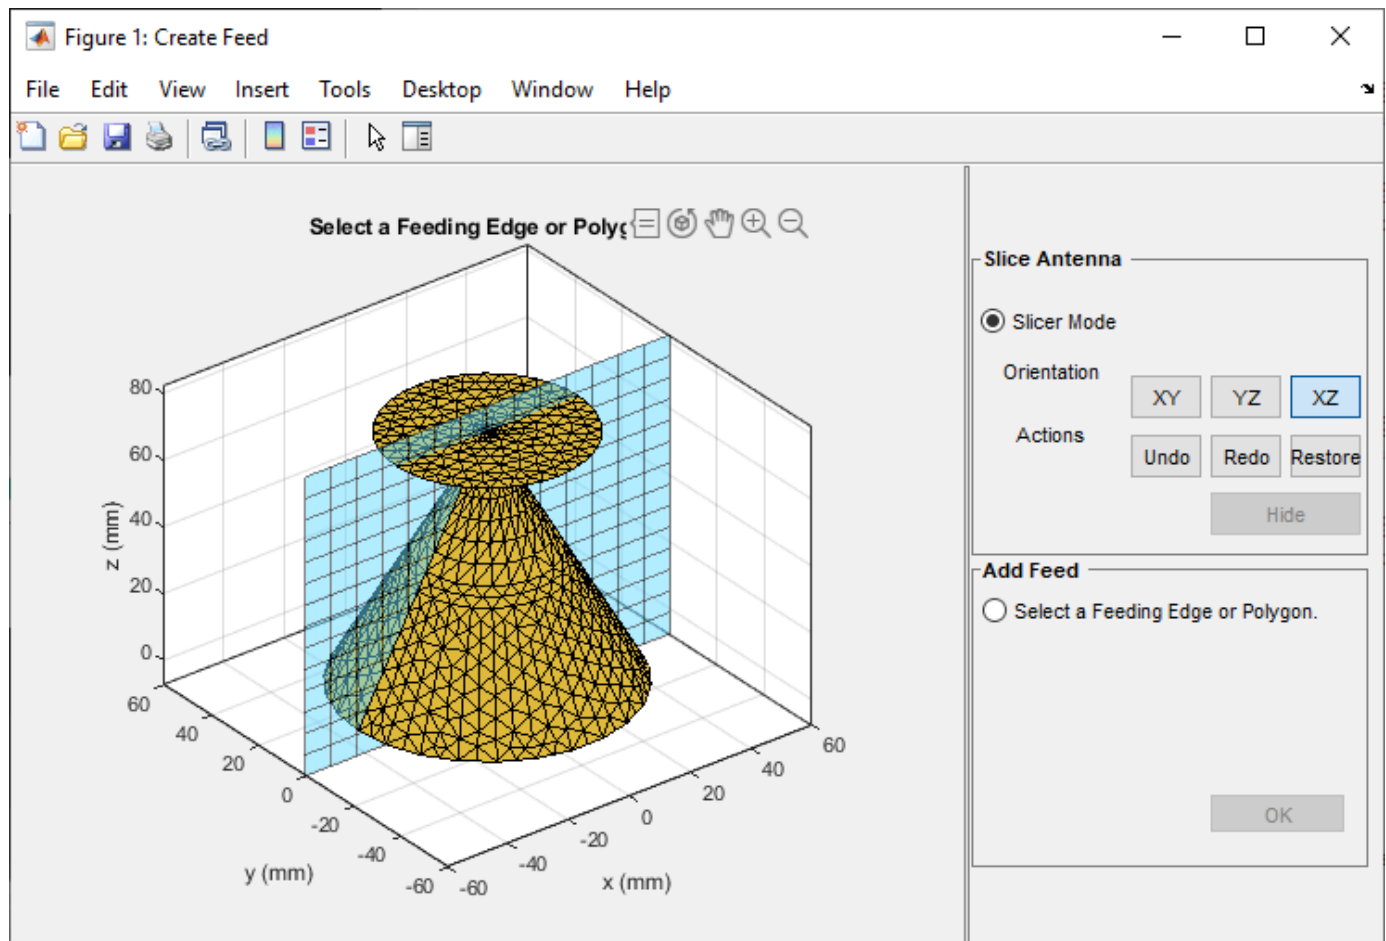 Figure 1: Create Feed
File Edit View Insert Tools Desktop Window Help
Select a Feeding Edge or Polyg
80
60
40
20
0
z (mm)
60
40
20
0
-20
-40
-60
y (mm)
-60
-40
-20
0
20
40
60
x (mm)
Slice Antenna
Slicer Mode
Orientation
XY YZ XZ
Actions
Undo Redo Restore
Hide
Add Feed
Select a Feeding Edge or Polygon.
OK